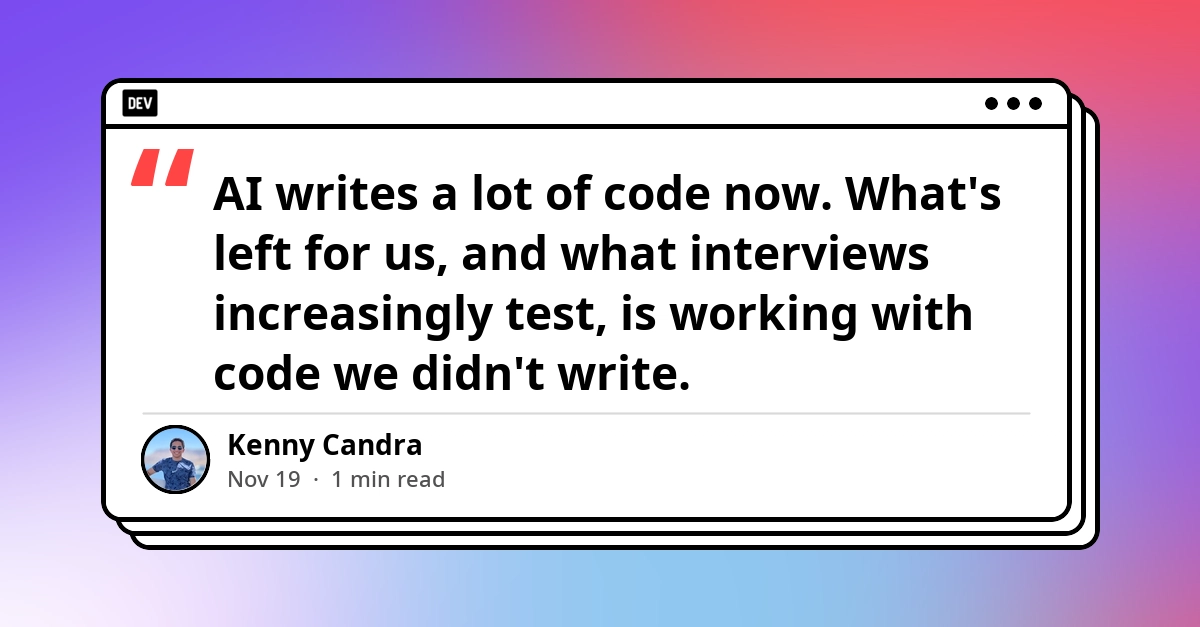 DEV
“
AI writes a lot of code now. What's
left for us, and what interviews
increasingly test, is working with
code we didn't write.
Kenny Candra
Nov 19 · 1 min read